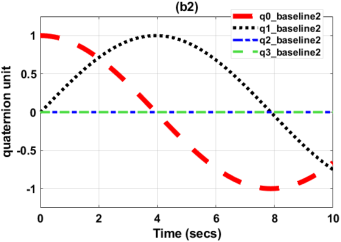 (b2)
q0_baseline2
q1_baseline2
q2_baseline2
q3_baseline2
quaternion unit
1
0.5
0
-0.5
-1
0 2 4 6 8 10
Time (secs)